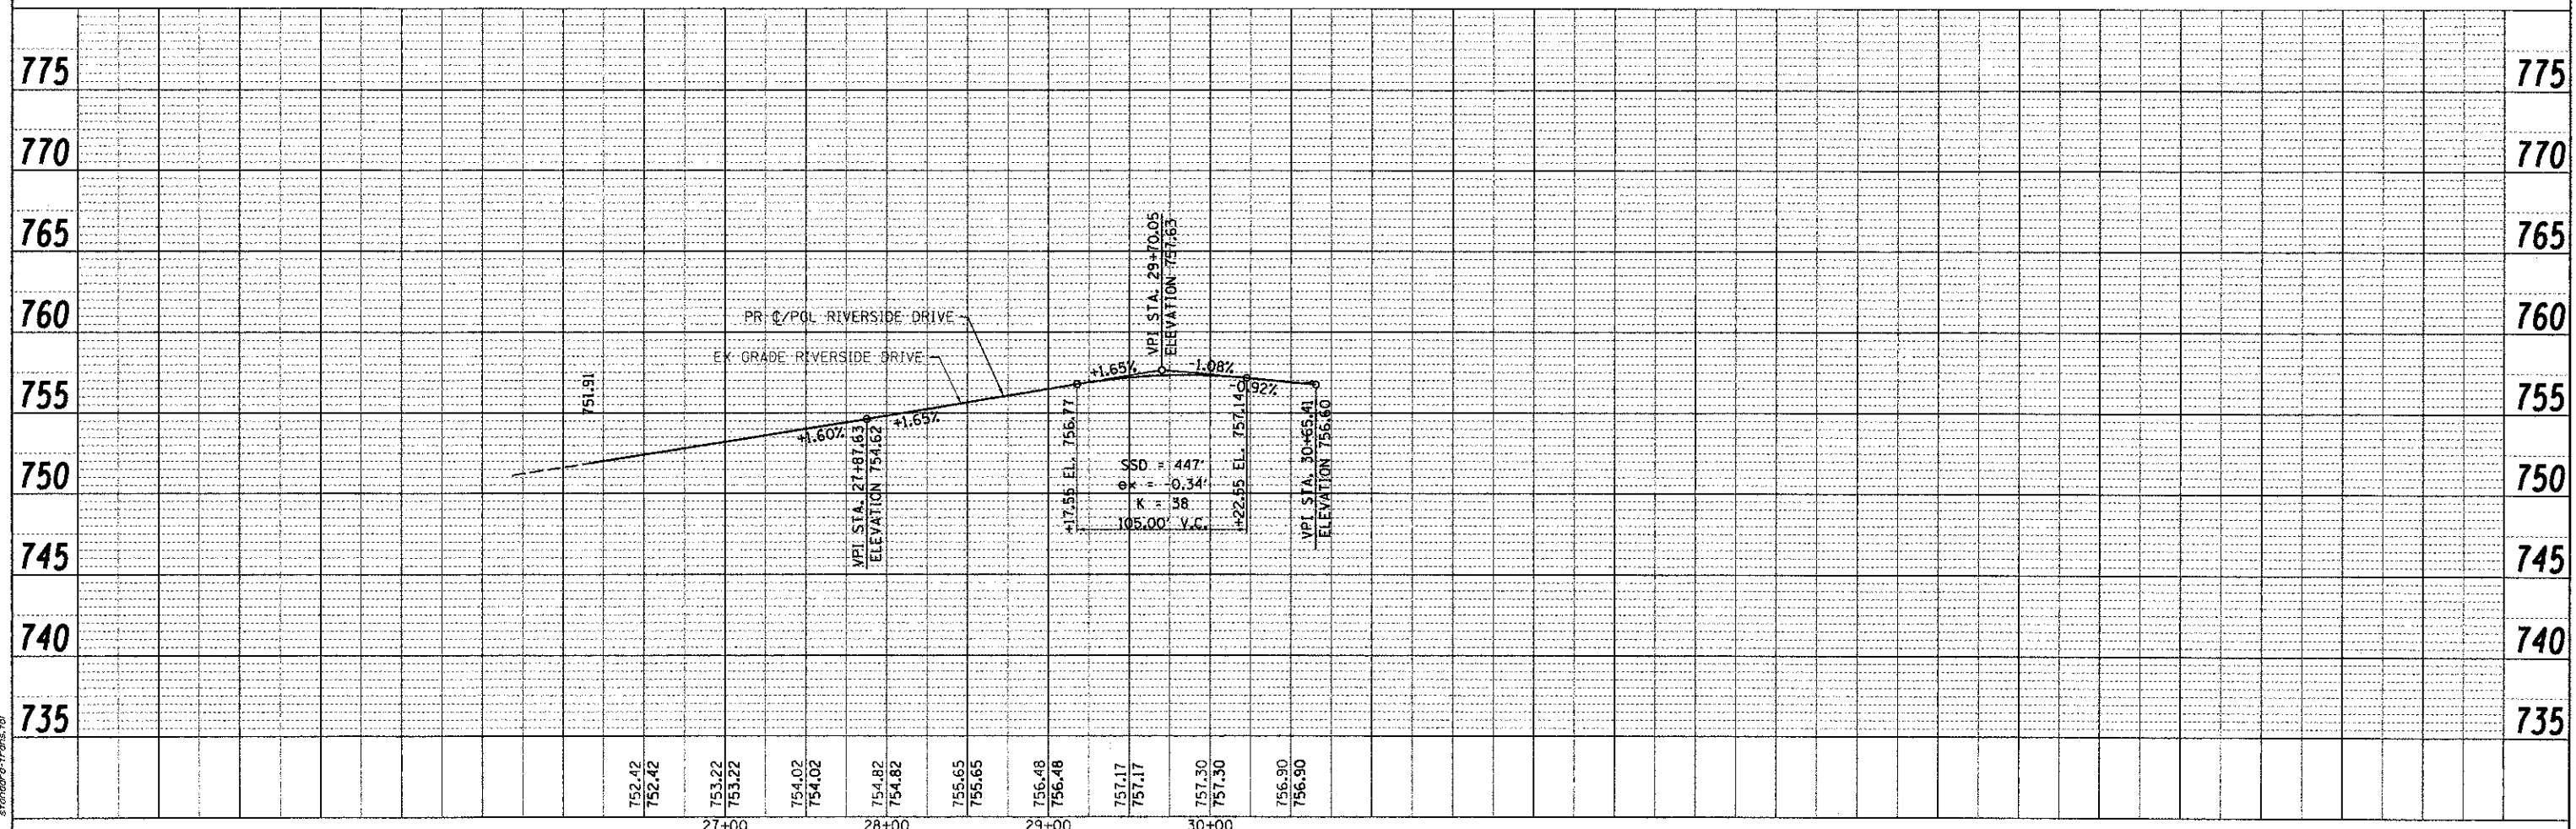 775 775
770 770
765 765
760 760
755 755
750 750
745 745
740 740
735 735
PR ℄/PGL RIVERSIDE DRIVE
EX GRADE RIVERSIDE DRIVE
751.91
+1.60%
VPI STA. 27+87.63
ELEVATION 754.62
+1.65%
+1.65%
VPI STA. 29+70.05
ELEVATION 757.63
-1.08%
-0.92%
+17.55 EL. 756.77
SSD = 447'
ex = -0.34'
K = 38
105.00' V.C.
+22.55 EL. 757.14
VPI STA. 30+65.41
ELEVATION 756.60
752.42 752.42
753.22 753.22
754.02 754.02
754.82 754.82
755.65 755.65
756.48 756.48
757.17 757.17
757.30 757.30
756.90 756.90
27+00 28+00 29+00 30+00